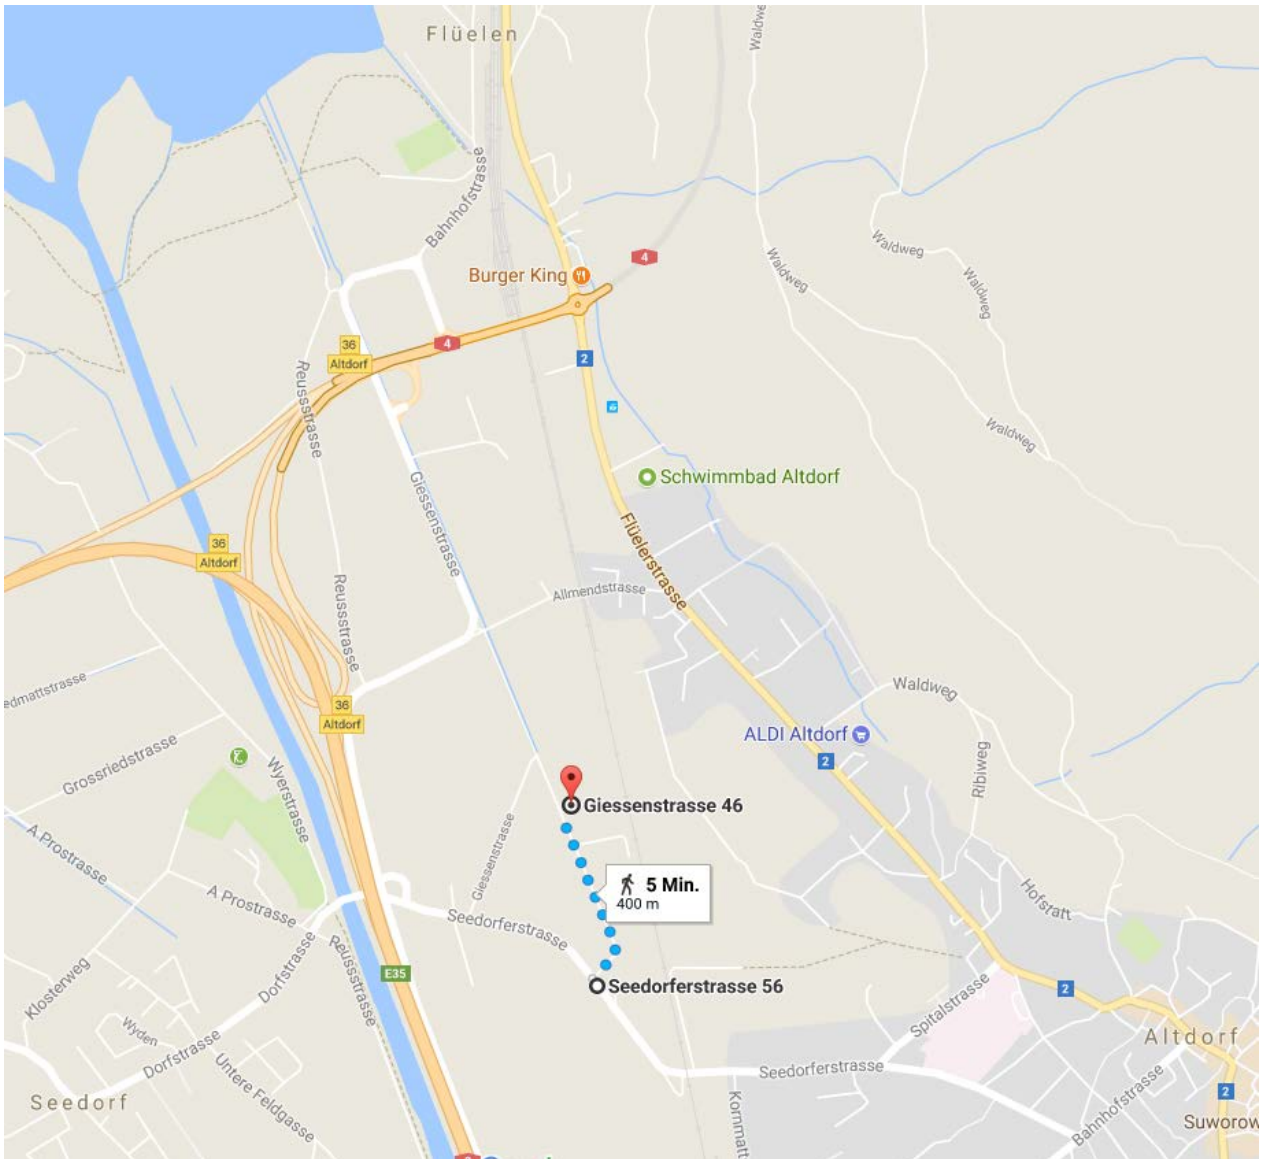 Flüelen
Waldwe
Bahnhofstrasse
Waldweg
Waldweg
Waldweg
Burger King
4
4
36
Altdorf
2
Reussstrasse
Waldweg
Schwimmbad Altdorf
Giessenstrasse
Flüelerstrasse
36
Altdorf
Reussstrasse
Allmendstrasse
edmattstrasse
Waldweg
36
Altdorf
ALDI Altdorf
2
Grossriedstrasse
Wyerstrasse
Ribiweg
Giessenstrasse 46
A Prostrasse
Giessenstrasse
5 Min.
400 m
Hofstatt
A Prostrasse
Seedorferstrasse
Reussstrasse
Dorfstrasse
Klosterweg
E35
Seedorferstrasse 56
2
Spitalstrasse
Wyden
Altdorf
Dorfstrasse
Untere Feldgasse
Seedorferstrasse
Bahnhofstrasse
2
Seedorf
Kornmatt
Suworow